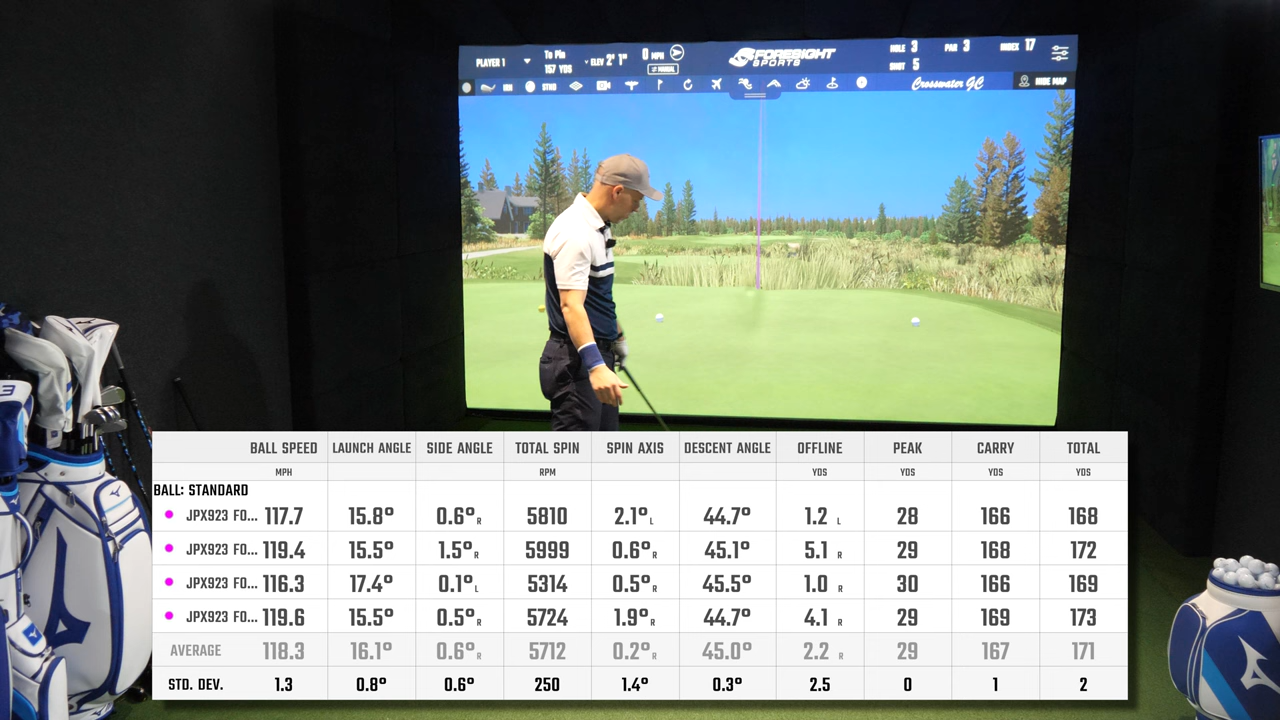 PLAYER 1
To Pin
157 YDS
ELEV 2' 1"
0 MPH
MANUAL
FORESIGHT
SPORTS
HOLE 3
PAR 3
INDEX 17
SHOT 5
STND
Crosswater GC
HIDE MAP
3
BALL SPEED LAUNCH ANGLE SIDE ANGLE TOTAL SPIN SPIN AXIS DESCENT ANGLE OFFLINE PEAK CARRY TOTAL
MPH RPM YDS YDS YDS YDS
BALL: STANDARD
JPX923 FO... 117.7 15.8° 0.6° R 5810 2.1° L 44.7° 1.2 L 28 166 168
JPX923 FO... 119.4 15.5° 1.5° R 5999 0.6° R 45.1° 5.1 R 29 168 172
JPX923 FO... 116.3 17.4° 0.1° L 5314 0.5° R 45.5° 1.0 R 30 166 169
JPX923 FO... 119.6 15.5° 0.5° R 5724 1.9° R 44.7° 4.1 R 29 169 173
AVERAGE 118.3 16.1° 0.6° R 5712 0.2° R 45.0° 2.2 R 29 167 171
STD. DEV. 1.3 0.8° 0.6° 250 1.4° 0.3° 2.5 0 1 2